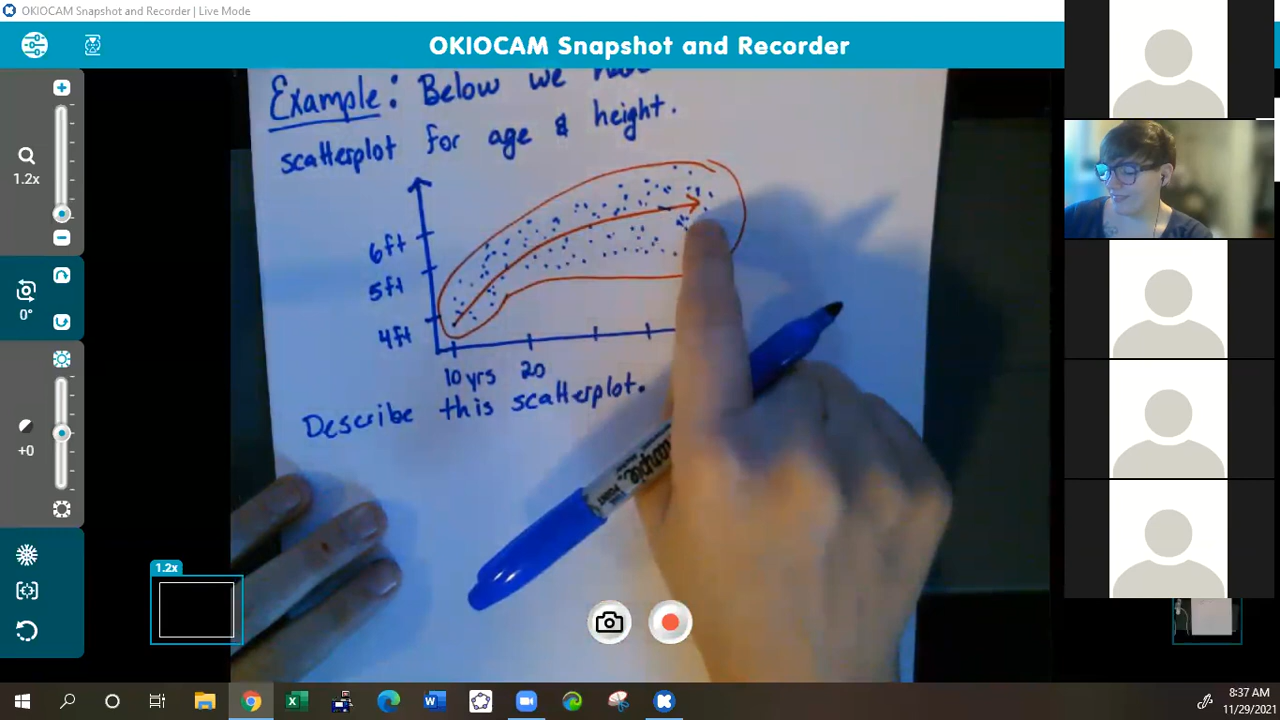 OKIOCAM Snapshot and Recorder | Live Mode
OKIOCAM Snapshot and Recorder
Example: Below we
scatterplot for age & height.
6ft
5ft
4ft
10 yrs 20
Describe this scatterplot.
1.2x
0°
+0
1.2x
8:37 AM
11/29/2021